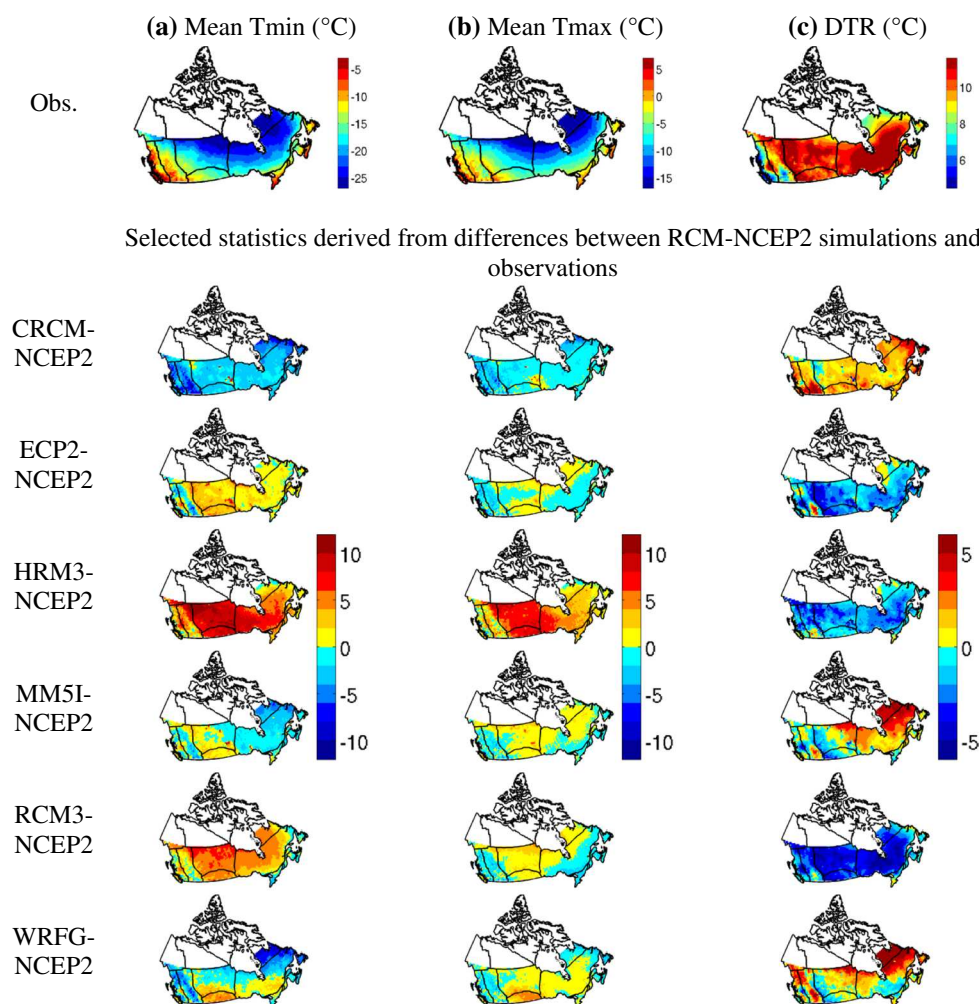 (a) Mean Tmin (°C) (b) Mean Tmax (°C) (c) DTR (°C)
Obs.
-5
-10
-15
-20
-25
5
0
-5
-10
-15
10
8
6
Selected statistics derived from differences between RCM-NCEP2 simulations and
observations
CRCM-
NCEP2
ECP2-
NCEP2
HRM3-
NCEP2
10
5
0
-5
-10
10
5
0
-5
-10
5
0
-5
MM5I-
NCEP2
RCM3-
NCEP2
WRFG-
NCEP2